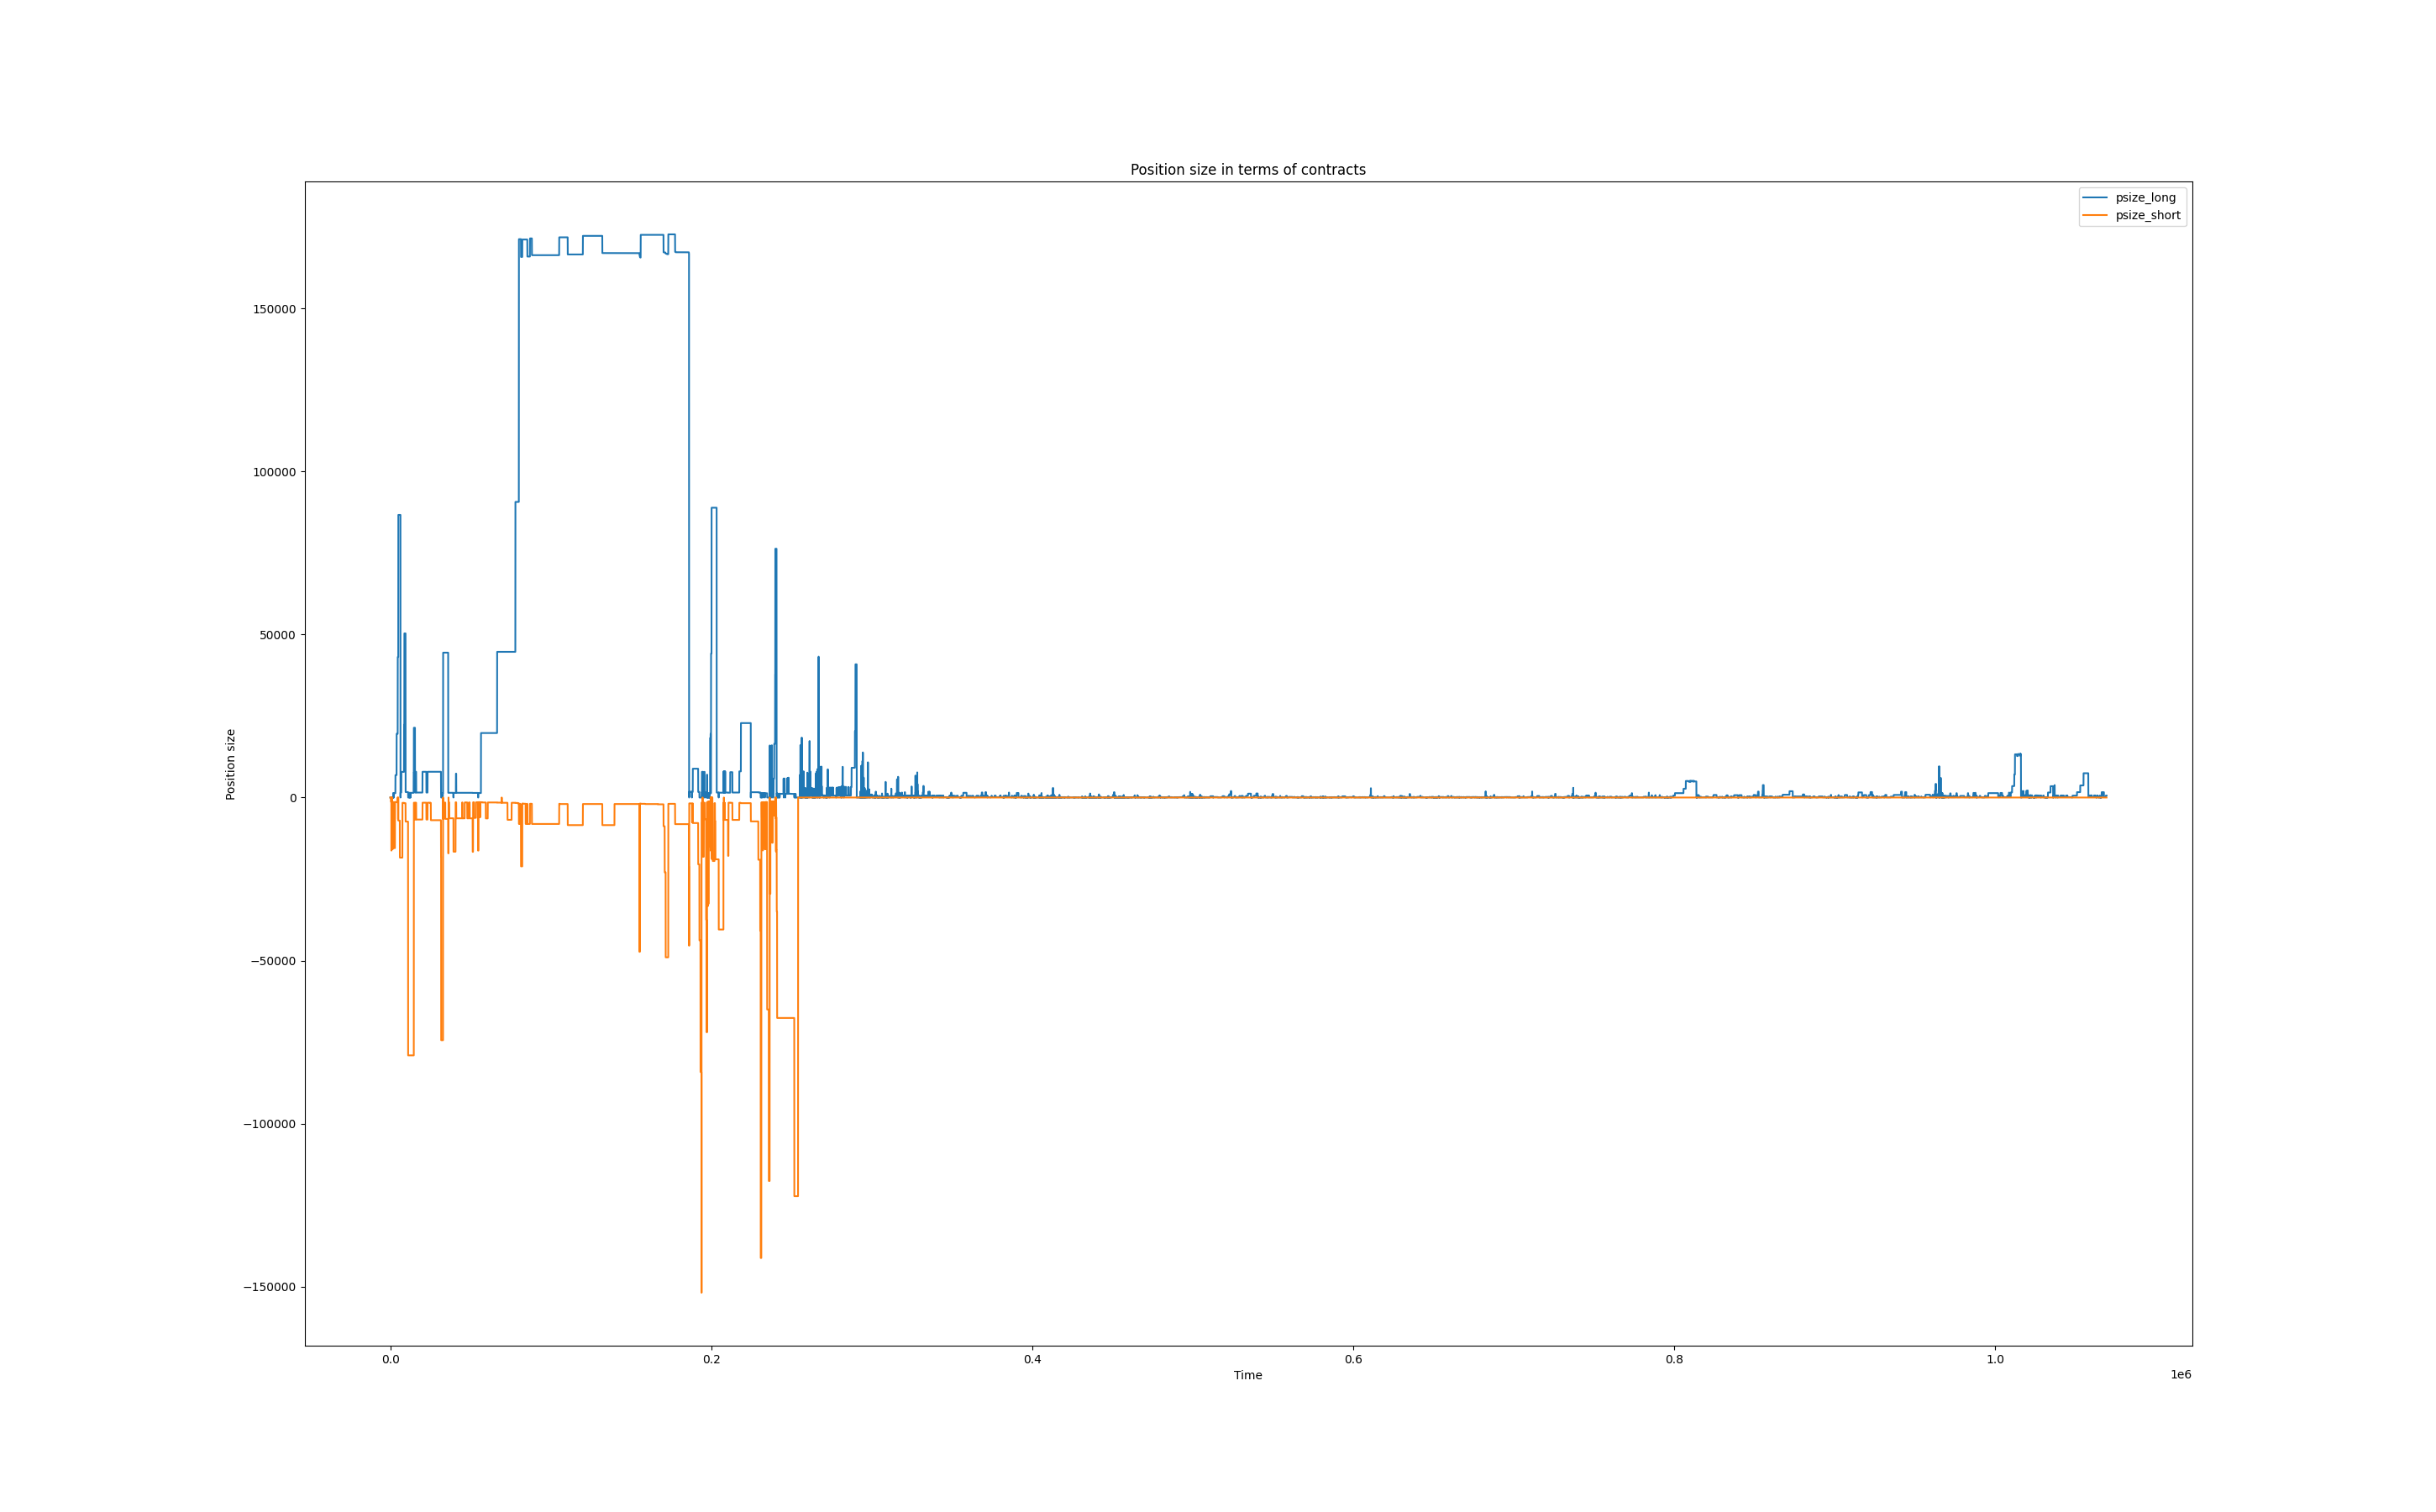 Position size in terms of contracts
psize_long
psize_short
Position size
150000
100000
50000
0
−50000
−100000
−150000
0.0
0.2
0.4
0.6
0.8
1.0
Time
1e6